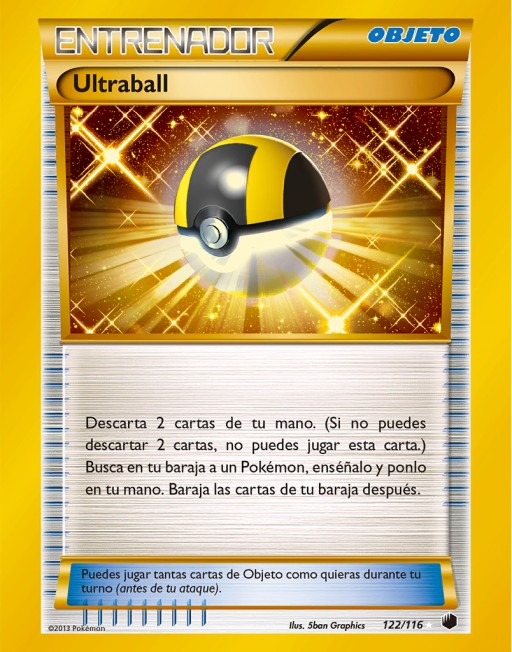 ENTRENADOR OBJETO
Ultraball
Descarta 2 cartas de tu mano. (Si no puedes
descartar 2 cartas, no puedes jugar esta carta.)
Busca en tu baraja a un Pokémon, enséñalo y ponlo
en tu mano. Baraja las cartas de tu baraja después.
Puedes jugar tantas cartas de Objeto como quieras durante tu
turno (antes de tu ataque).
©2013 Pokémon Ilus. 5ban Graphics 122/116 ★